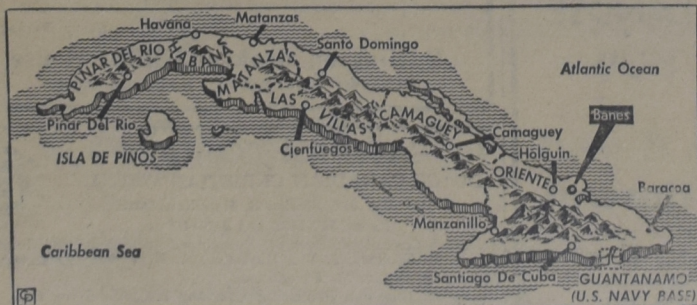 Havana
Matanzas
Santo Domingo
Atlantic Ocean
PINAR DEL RIO
HABANA
MATANZAS
LAS
VILLAS
CAMAGUEY
Banes
Pinar Del Rio
Cienfuegos
Camaguey
Holguin
ISLA DE PINOS
ORIENTE
Baracoa
Manzanillo
Caribbean Sea
Santiago De Cuba
GUANTANAMO
(U.S. NAVY BASE)
CP